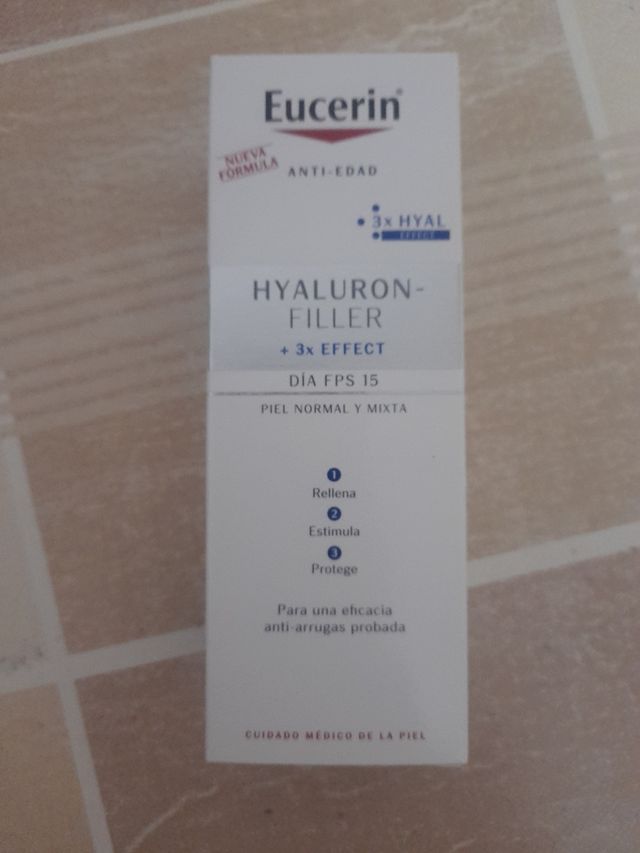 Eucerin®
NUEVA
FÓRMULA
ANTI-EDAD
3x HYAL
EFFECT
HYALURON-
FILLER
+ 3x EFFECT
DÍA FPS 15
PIEL NORMAL Y MIXTA
1
Rellena
2
Estimula
3
Protege
Para una eficacia
anti-arrugas probada
CUIDADO MÉDICO DE LA PIEL